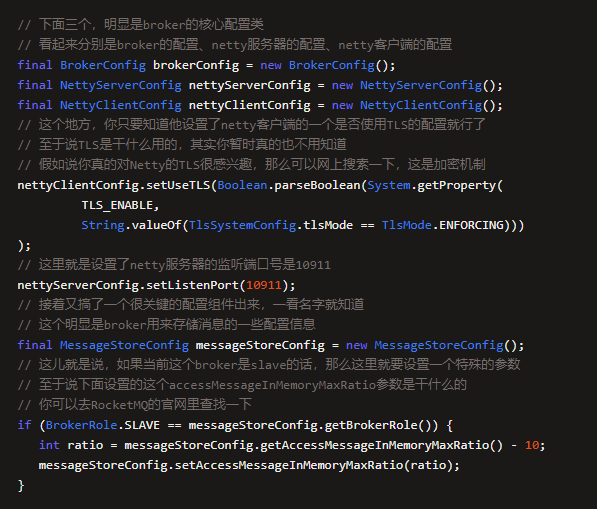 // 下面三个，明显是broker的核心配置类
// 看起来分别是broker的配置、netty服务器的配置、netty客户端的配置
final BrokerConfig brokerConfig = new BrokerConfig();
final NettyServerConfig nettyServerConfig = new NettyServerConfig();
final NettyClientConfig nettyClientConfig = new NettyClientConfig();
// 这个地方，你只要知道他设置了netty客户端的一个是否使用TLS的配置就行了
// 至于说TLS是干什么用的，其实你暂时真的也不用知道
// 假如说你真的对Netty的TLS很感兴趣，那么可以网上搜索一下，这是加密机制
nettyClientConfig.setUseTLS(Boolean.parseBoolean(System.getProperty(
        TLS_ENABLE,
        String.valueOf(TlsSystemConfig.tlsMode == TlsMode.ENFORCING)))
);
// 这里就是设置了netty服务器的监听端口号是10911
nettyServerConfig.setListenPort(10911);
// 接着又搞了一个很关键的配置组件出来，一看名字就知道
// 这个明显是broker用来存储消息的一些配置信息
final MessageStoreConfig messageStoreConfig = new MessageStoreConfig();
// 这儿就是说，如果当前这个broker是slave的话，那么这里就要设置一个特殊的参数
// 至于说下面设置的这个accessMessageInMemoryMaxRatio参数是干什么的
// 你可以去RocketMQ的官网里查找一下
if (BrokerRole.SLAVE == messageStoreConfig.getBrokerRole()) {
   int ratio = messageStoreConfig.getAccessMessageInMemoryMaxRatio() - 10;
   messageStoreConfig.setAccessMessageInMemoryMaxRatio(ratio);
}